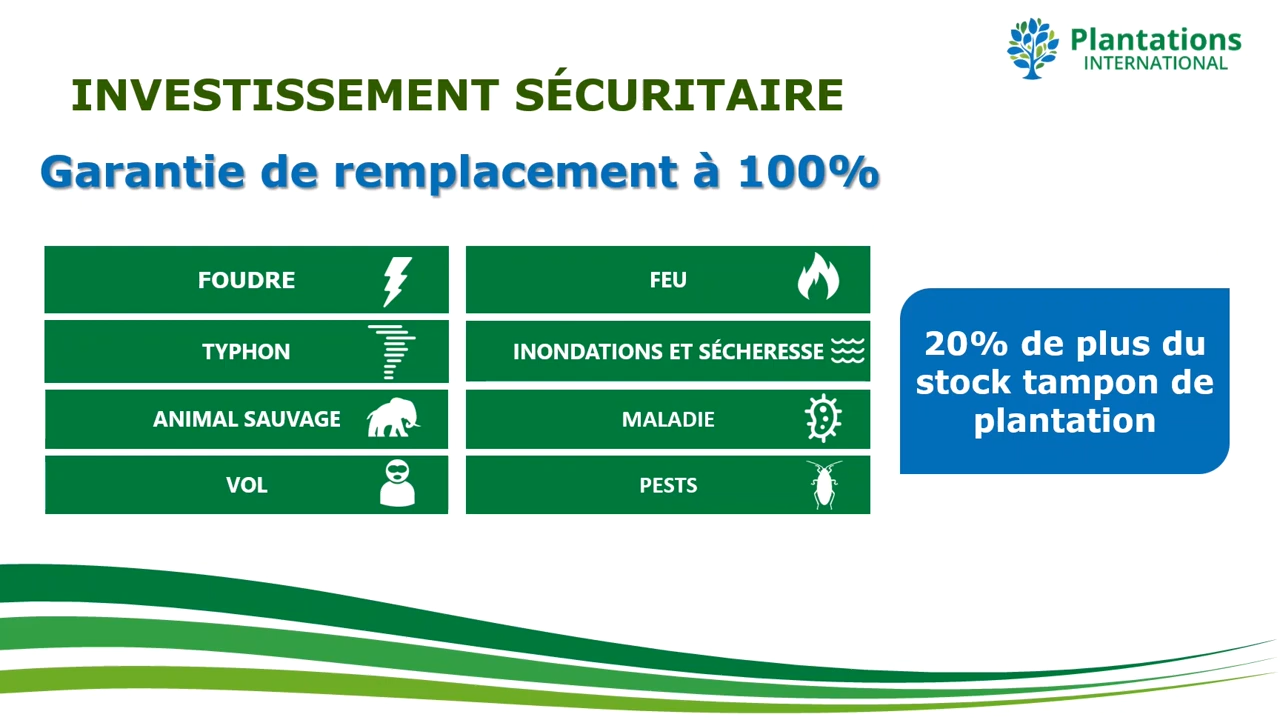 Plantations
INTERNATIONAL
INVESTISSEMENT SÉCURITAIRE
Garantie de remplacement à 100%
FOUDRE
FEU
TYPHON
INONDATIONS ET SÉCHERESSE
ANIMAL SAUVAGE
MALADIE
VOL
PESTS
20% de plus du
stock tampon de
plantation